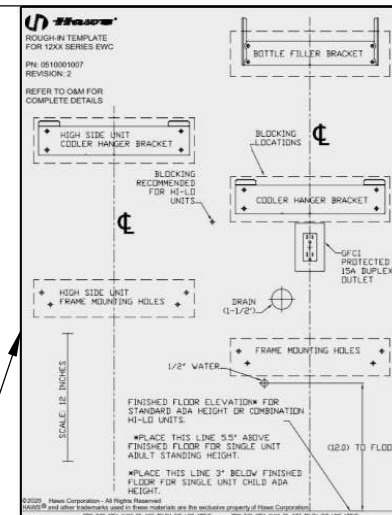 Haws
ROUGH-IN TEMPLATE
FOR 12XX SERIES EWC
PN: 0510001007
REVISION: 2
REFER TO O&M FOR
COMPLETE DETAILS
BOTTLE FILLER BRACKET
HIGH SIDE UNIT
COOLER HANGER BRACKET
BLOCKING
LOCATIONS
BLOCKING
RECOMMENDED
FOR HI-LO
UNITS
COOLER HANGER BRACKET
GFCI
PROTECTED
15A DUPLEX
OUTLET
HIGH SIDE UNIT
FRAME MOUNTING HOLES
DRAIN
(1-1/2")
FRAME MOUNTING HOLES
1/2" WATER
SCALE: 12 INCHES
FINISHED FLOOR ELEVATION* FOR
STANDARD ADA HEIGHT OR COMBINATION
HI-LO UNITS.
*PLACE THIS LINE 5.5" ABOVE
FINISHED FLOOR FOR SINGLE UNIT
ADULT STANDING HEIGHT.
(12.0) TO FLOO
*PLACE THIS LINE 3" BELOW FINISHED
FLOOR FOR SINGLE UNIT CHILD ADA
HEIGHT.
©2020 Haws Corporation - All Rights Reserved
HAWS® and other trademarks used in these materials are the exclusive property of Haws Corporation.